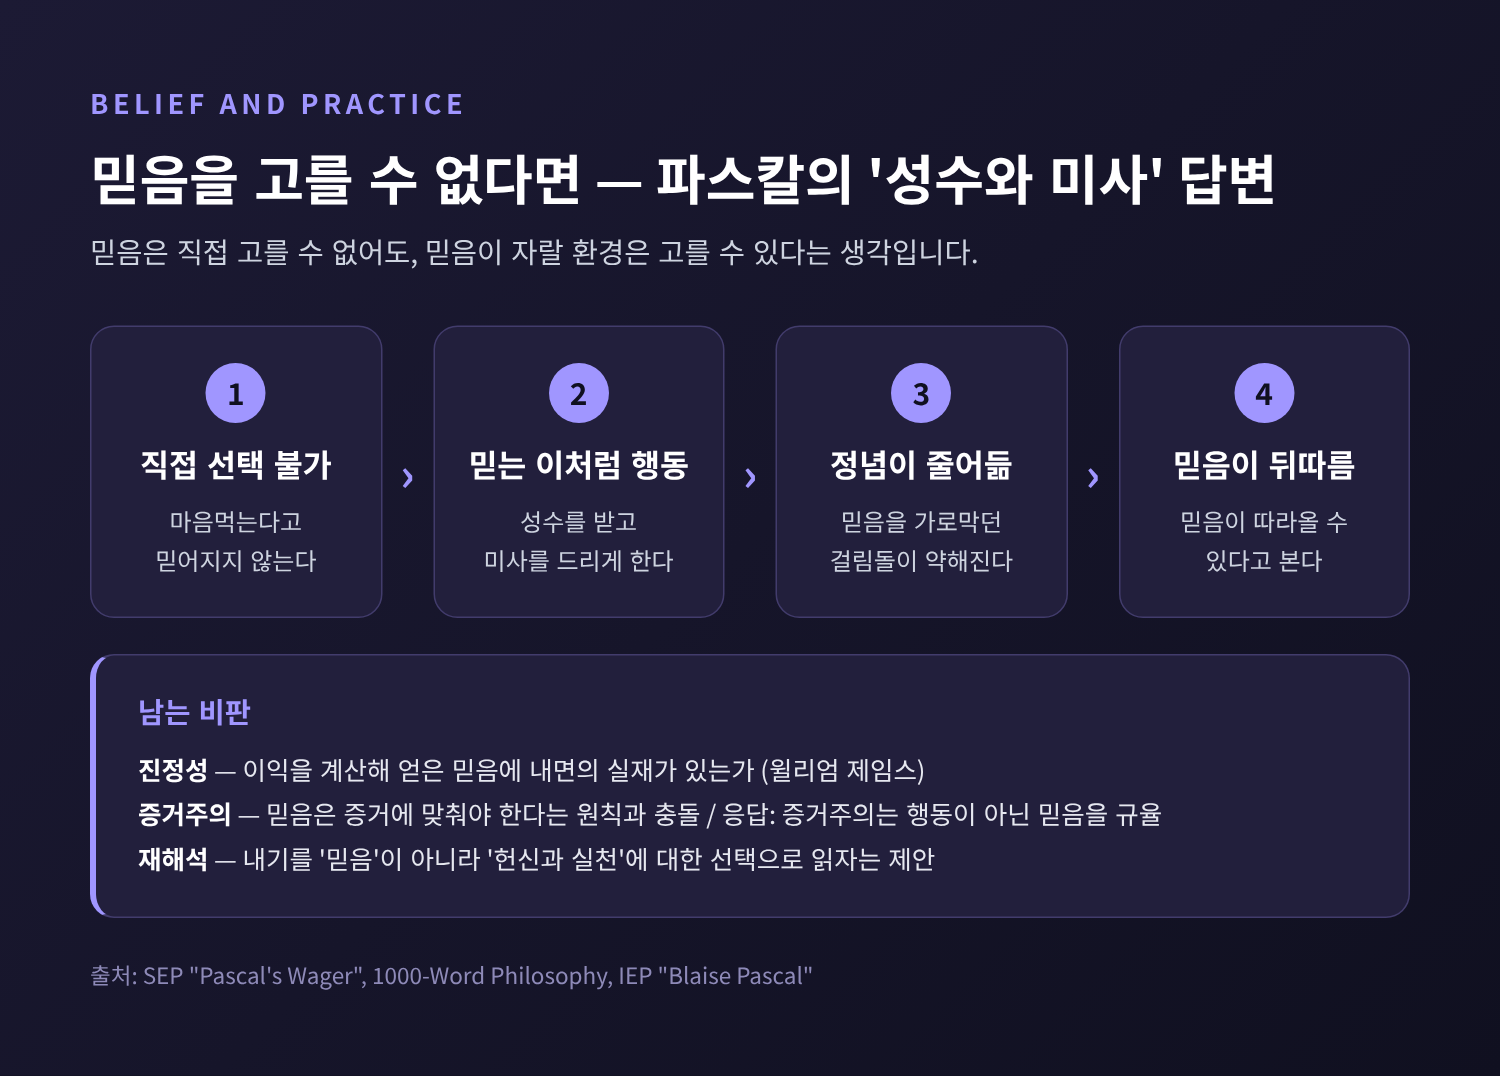 BELIEF AND PRACTICE
믿음을 고를 수 없다면 — 파스칼의 '성수와 미사' 답변
믿음은 직접 고를 수 없어도, 믿음이 자랄 환경은 고를 수 있다는 생각입니다.
1
직접 선택 불가
마음먹는다고
믿어지지 않는다
›
2
믿는 이처럼 행동
성수를 받고
미사를 드리게 한다
›
3
정념이 줄어듦
믿음을 가로막던
걸림돌이 약해진다
›
4
믿음이 뒤따름
믿음이 따라올 수
있다고 본다
남는 비판
진정성 — 이익을 계산해 얻은 믿음에 내면의 실재가 있는가 (윌리엄 제임스)
증거주의 — 믿음은 증거에 맞춰야 한다는 원칙과 충돌 / 응답: 증거주의는 행동이 아닌 믿음을 규율
재해석 — 내기를 '믿음'이 아니라 '헌신과 실천'에 대한 선택으로 읽자는 제안
출처: SEP "Pascal's Wager", 1000-Word Philosophy, IEP "Blaise Pascal"